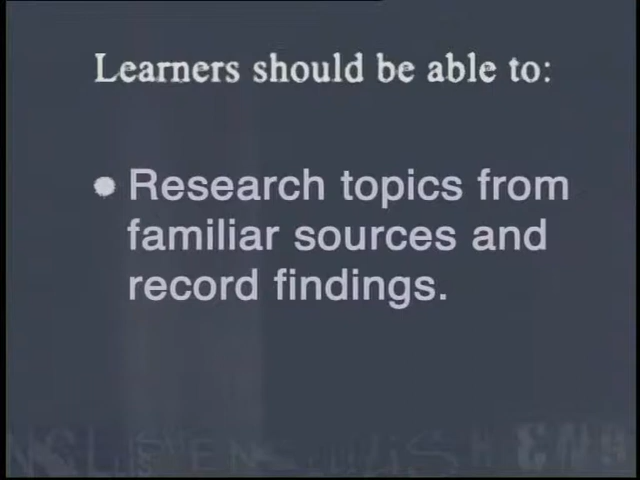 Learners should be able to:
Research topics from
familiar sources and
record findings.